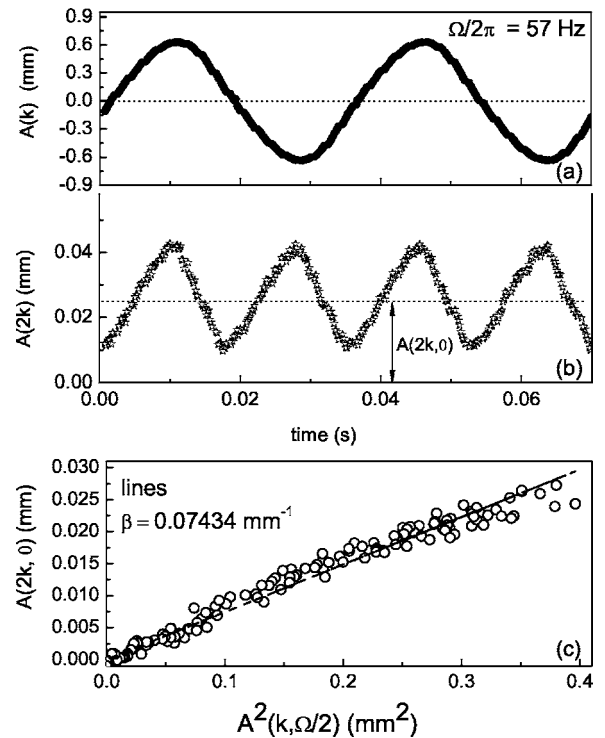 0.9
Ω/2π = 57 Hz
0.6
0.3
0.0
-0.3
-0.6
-0.9
A(k) (mm)
(a)
0.04
0.02
0.00
A(2k) (mm)
A(2k,0)
(b)
0.00 0.02 0.04 0.06
time (s)
0.030
0.025
0.020
0.015
0.010
0.005
0.000
A(2k, 0) (mm)
lines
β = 0.07434 mm⁻¹
(c)
0.0 0.1 0.2 0.3 0.4
A²(k,Ω/2) (mm²)